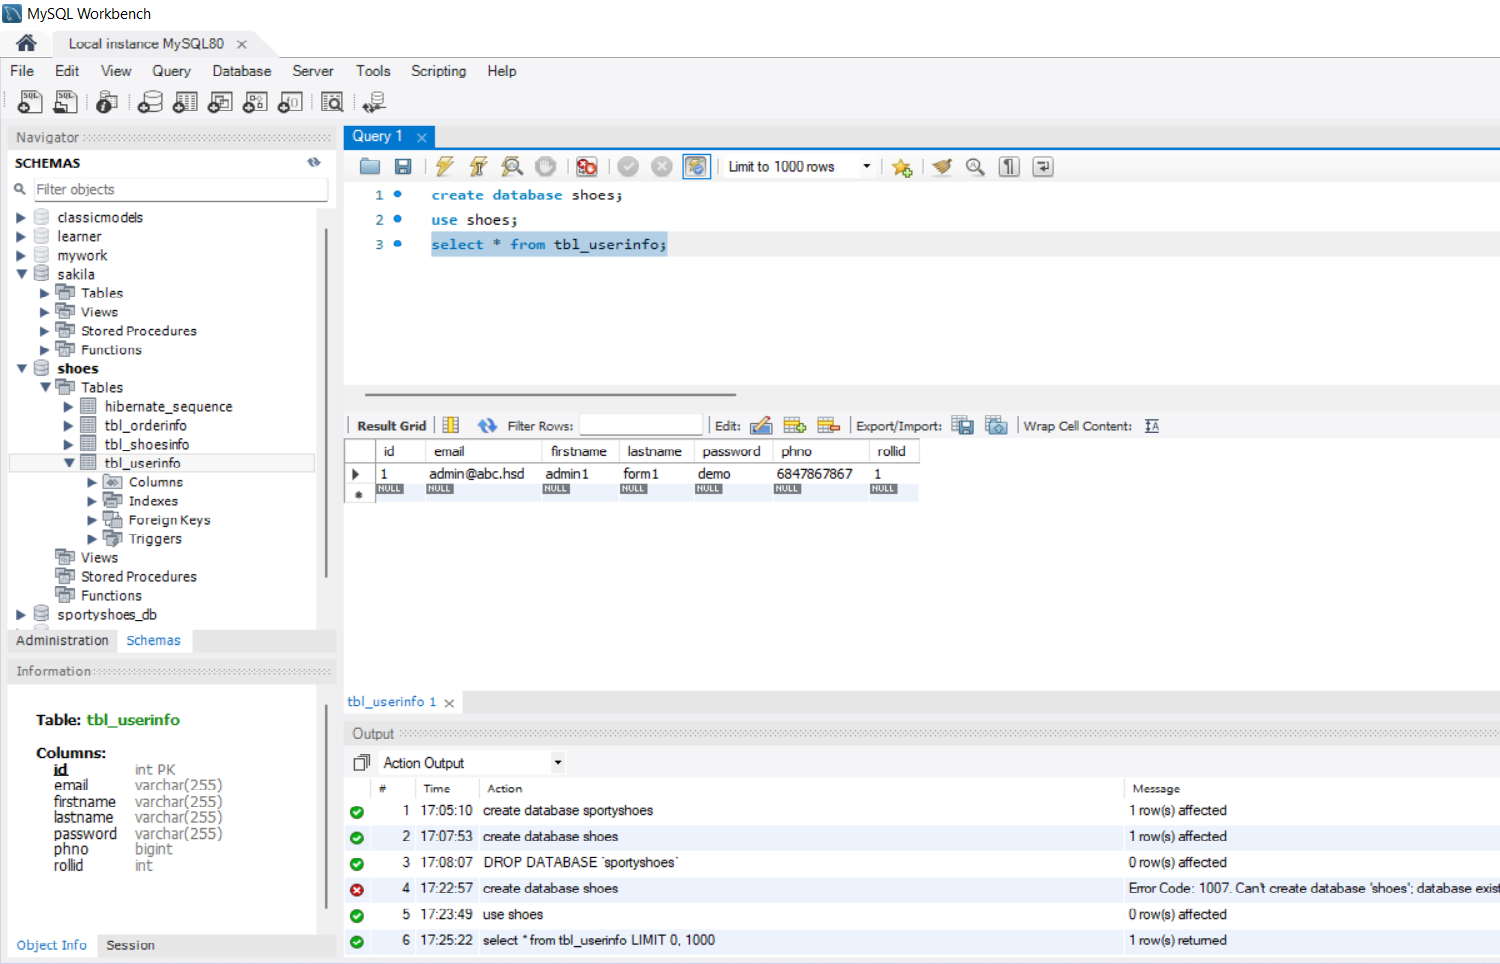 MySQL Workbench
Local instance MySQL80
File Edit View Query Database Server Tools Scripting Help
SQL SQL
Navigator
SCHEMAS
Filter objects
classicmodels
learner
mywork
sakila
Tables
Views
Stored Procedures
Functions
shoes
Tables
hibernate_sequence
tbl_orderinfo
tbl_shoesinfo
tbl_userinfo
Columns
Indexes
Foreign Keys
Triggers
Views
Stored Procedures
Functions
sportyshoes_db
Administration Schemas
Information
Table: tbl_userinfo
Columns:
id int PK
email varchar(255)
firstname varchar(255)
lastname varchar(255)
password varchar(255)
phno bigint
rollid int
Object Info Session
Query 1
Limit to 1000 rows
1 create database shoes;
2 use shoes;
3 select * from tbl_userinfo;
Result Grid Filter Rows: Edit: Export/Import: Wrap Cell Content:
id email firstname lastname password phno rollid
1 admin@abc.hsd admin1 form1 demo 6847867867 1
NULL NULL NULL NULL NULL NULL NULL
tbl_userinfo 1
Output
Action Output
# Time Action Message
1 17:05:10 create database sportyshoes 1 row(s) affected
2 17:07:53 create database shoes 1 row(s) affected
3 17:08:07 DROP DATABASE `sportyshoes` 0 row(s) affected
4 17:22:57 create database shoes Error Code: 1007. Can't create database 'shoes'; database exist
5 17:23:49 use shoes 0 row(s) affected
6 17:25:22 select * from tbl_userinfo LIMIT 0, 1000 1 row(s) returned